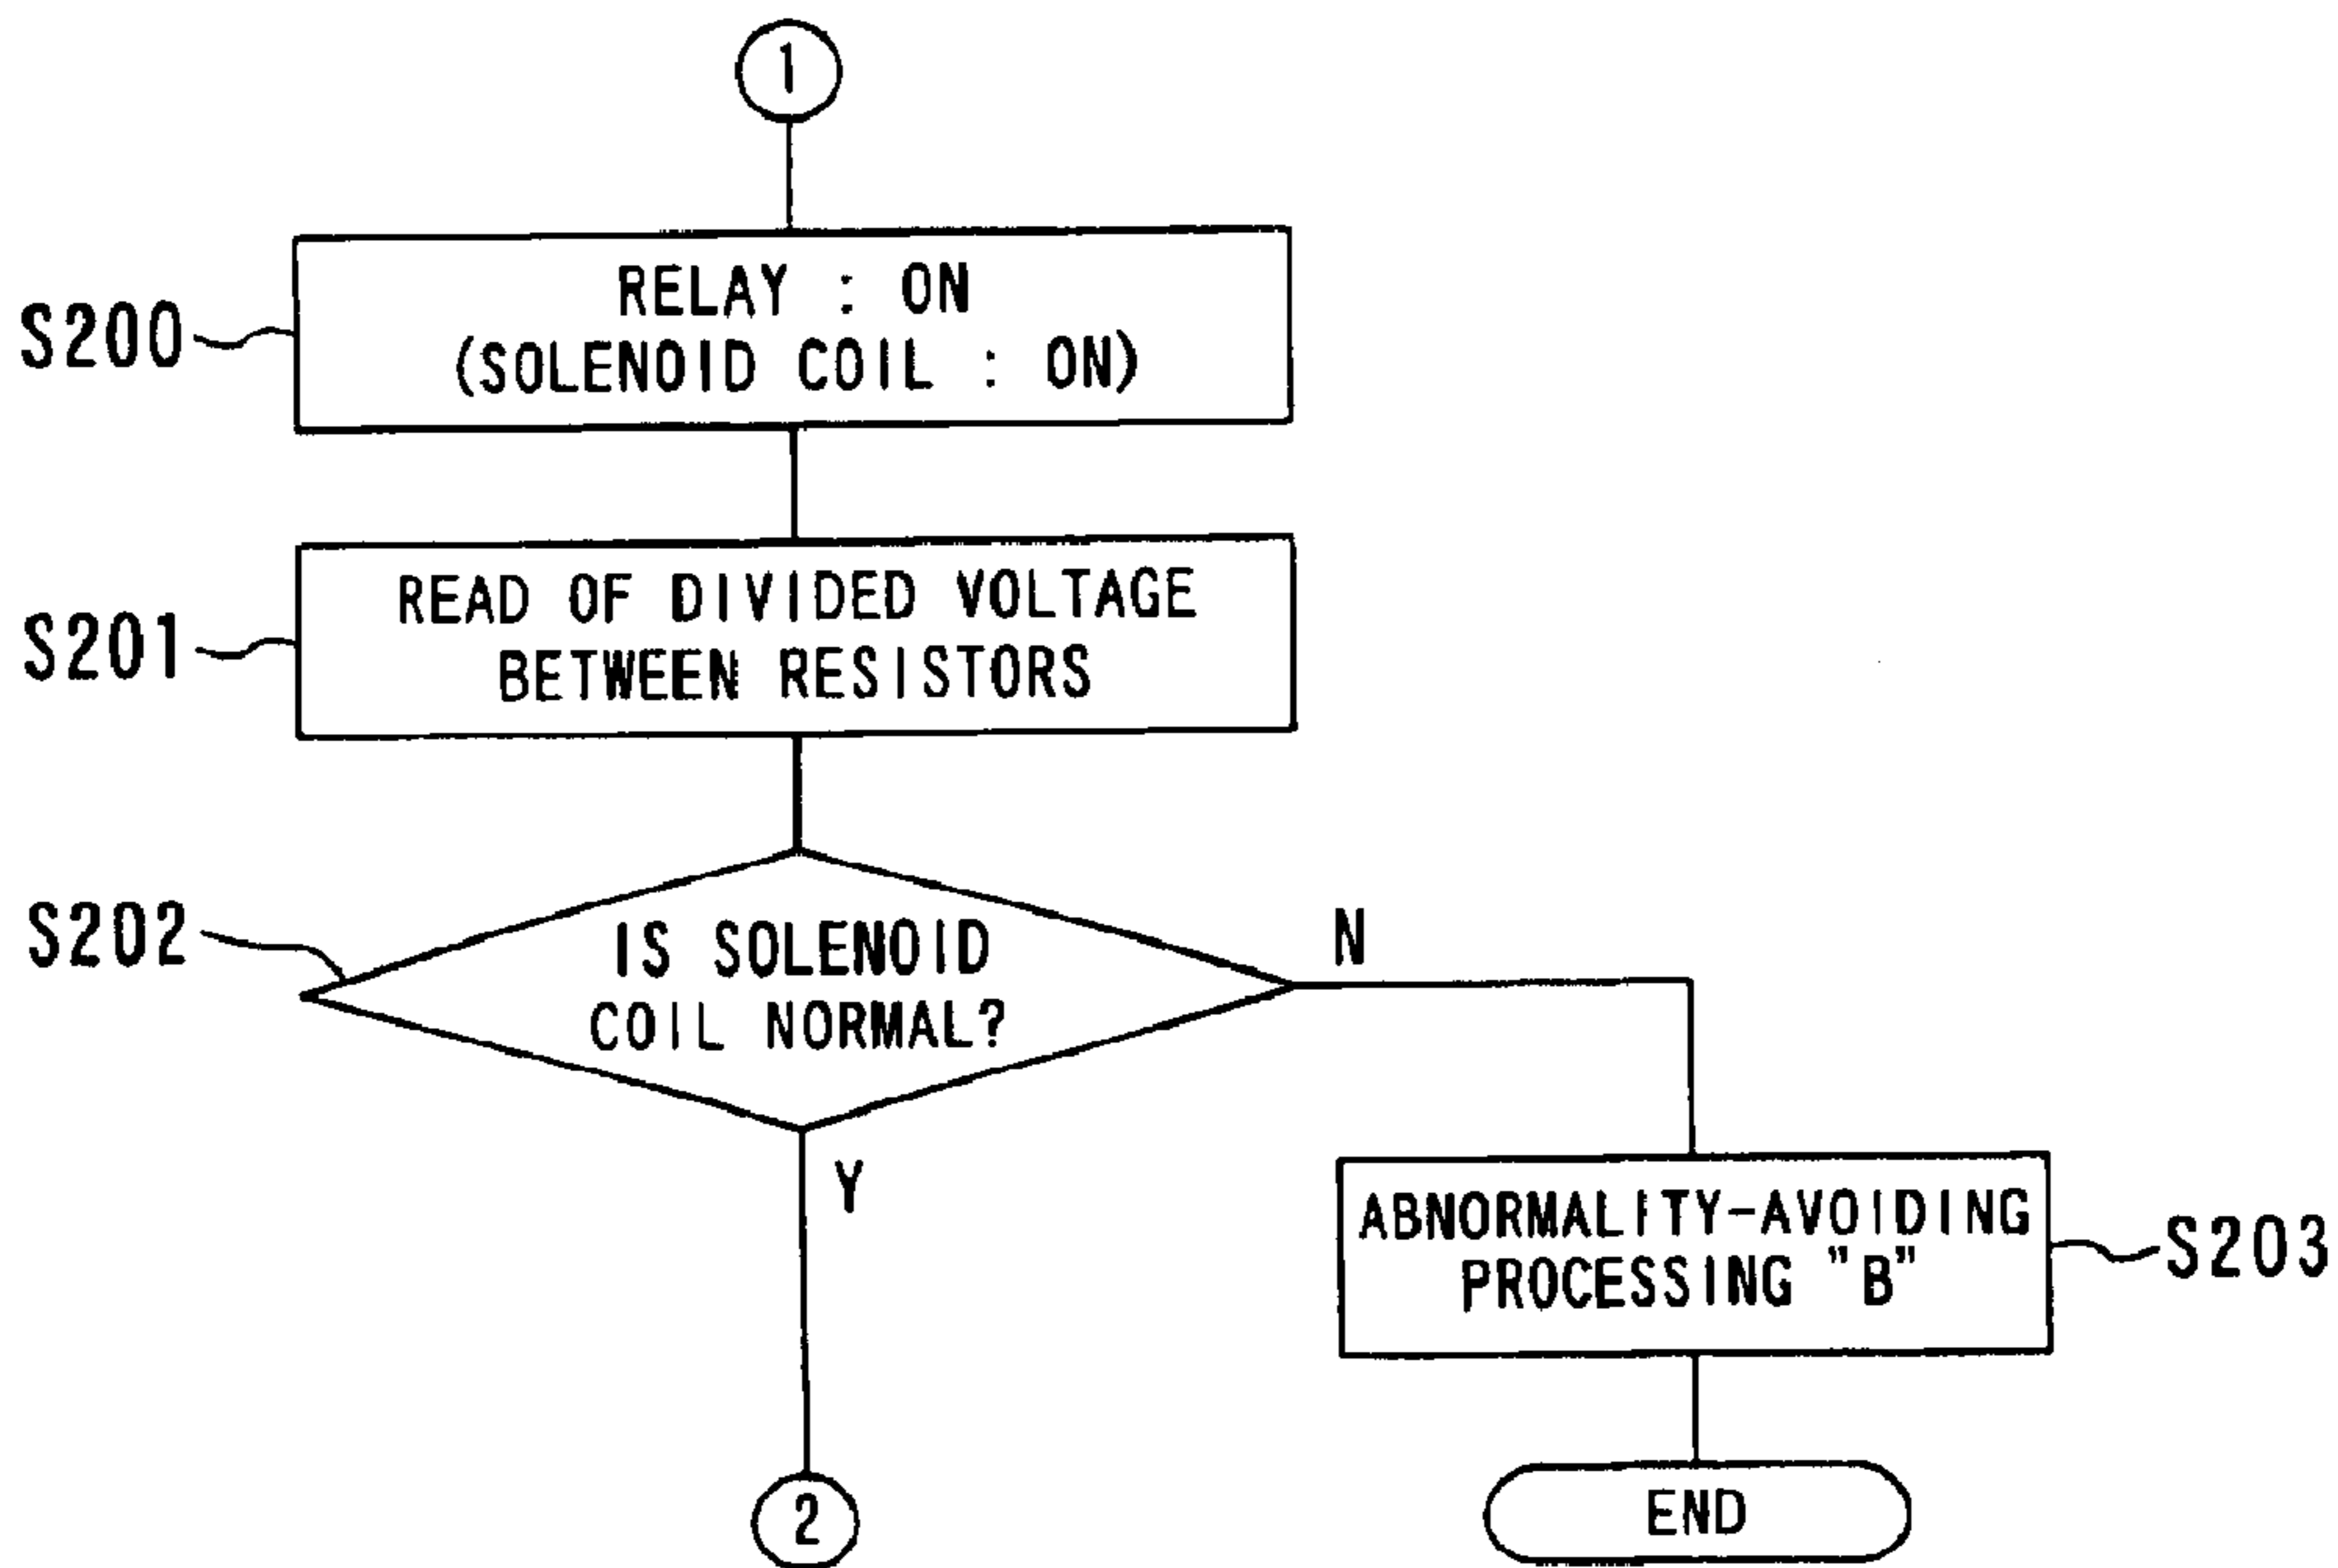 1
S200
RELAY : ON
(SOLENOID COIL : ON)
S201
READ OF DIVIDED VOLTAGE
BETWEEN RESISTORS
S202
IS SOLENOID
COIL NORMAL?
N
Y
ABNORMALITY-AVOIDING
PROCESSING "B"
S203
2
END